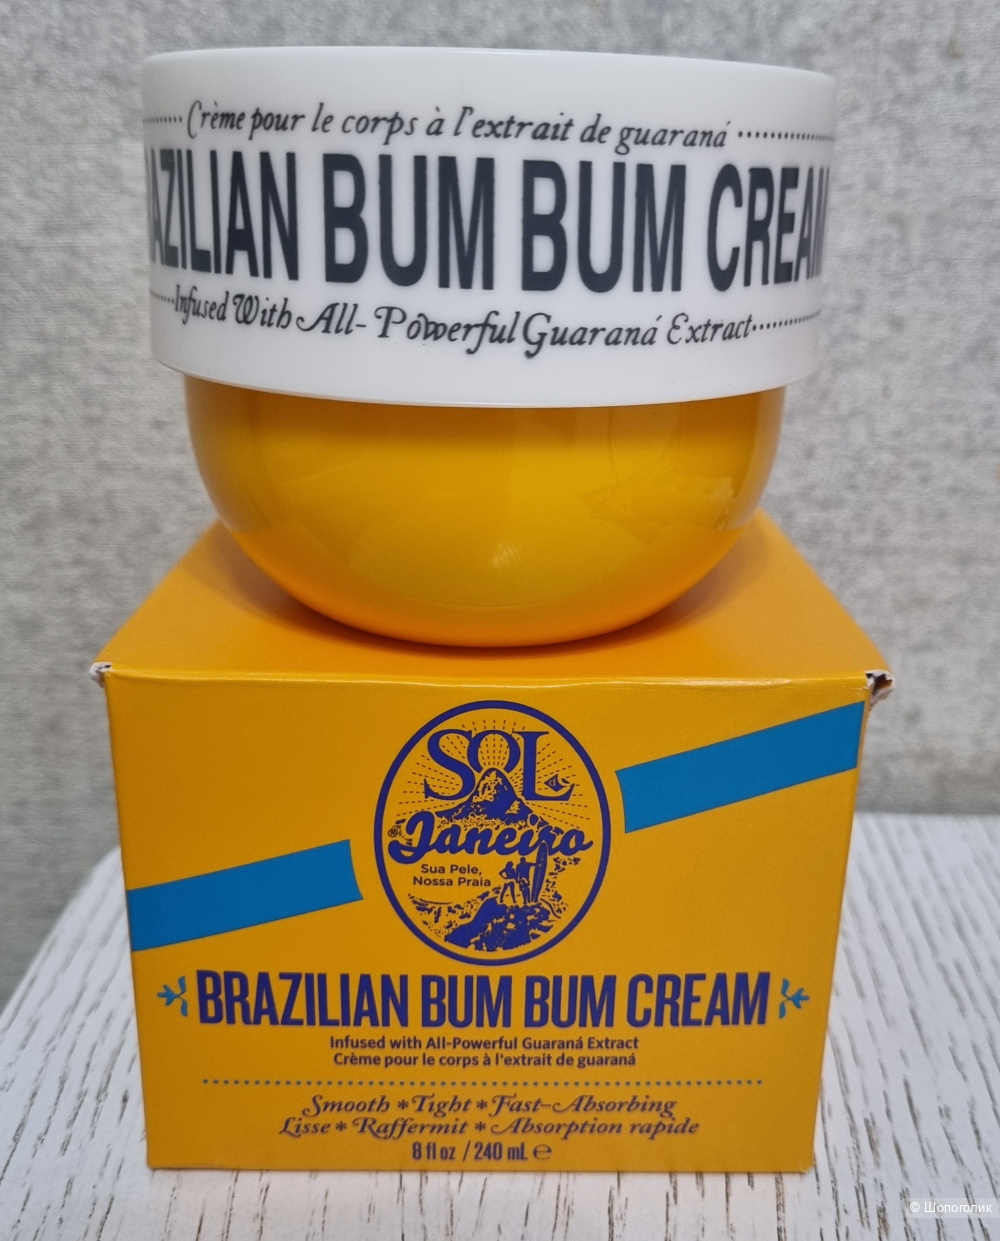 Crème pour le corps à l'extrait de guaraná
AZILIAN BUM BUM CREAM
Infused With All-Powerful Guaraná Extract
SOL
de
Janeiro
Sua Pele,
Nossa Praia
BRAZILIAN BUM BUM CREAM
Infused with All-Powerful Guaraná Extract
Crème pour le corps à l'extrait de guaraná
Smooth * Tight * Fast-Absorbing
Lisse * Raffermit * Absorption rapide
8 fl oz / 240 mL ℮
© Шопоголик